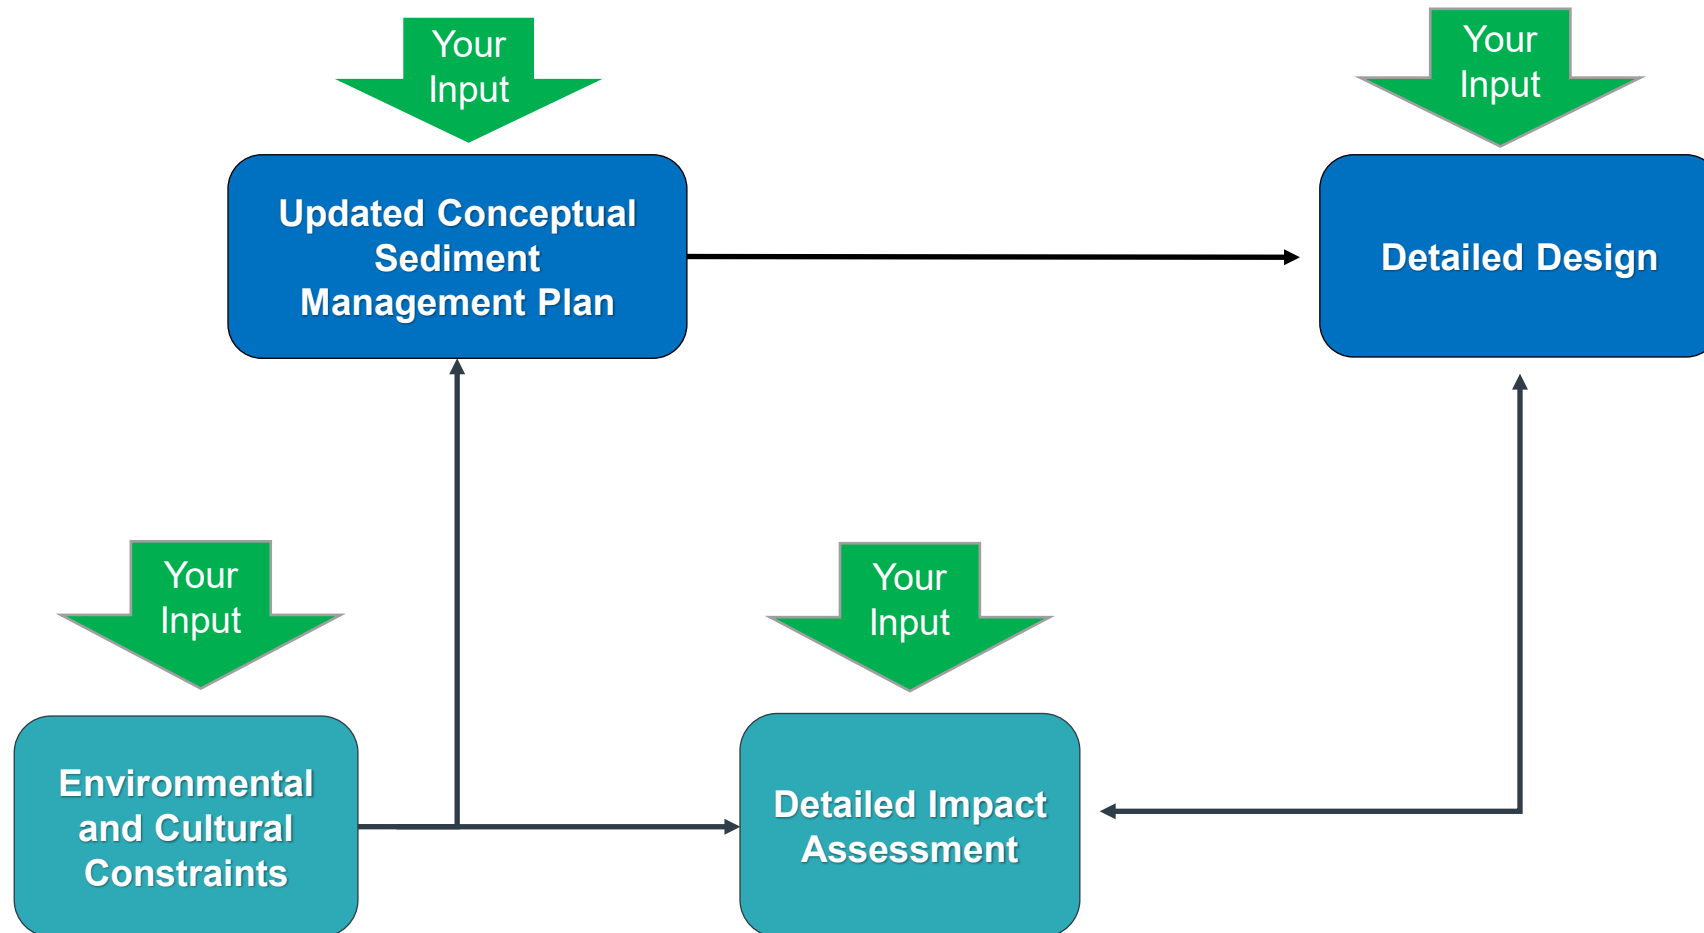 Your
Input
Your
Input
Updated Conceptual
Sediment
Management Plan
Detailed Design
Your
Input
Your
Input
Environmental
and Cultural
Constraints
Detailed Impact
Assessment